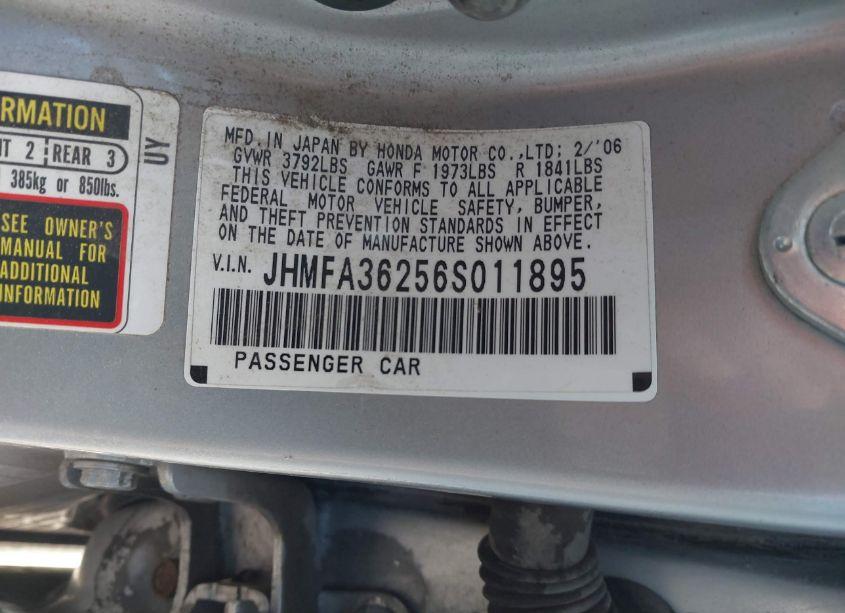 RMATION
NT 2 REAR 3
385kg or 850lbs.
SEE OWNER'S
MANUAL FOR
ADDITIONAL
INFORMATION
UY
MFD. IN JAPAN BY HONDA MOTOR CO.,LTD; 2/'06
GVWR 3792LBS GAWR F 1973LBS R 1841LBS
THIS VEHICLE CONFORMS TO ALL APPLICABLE
FEDERAL MOTOR VEHICLE SAFETY, BUMPER,
AND THEFT PREVENTION STANDARDS IN EFFECT
ON THE DATE OF MANUFACTURE SHOWN ABOVE.
V.I.N. JHMFA36256S011895
PASSENGER CAR